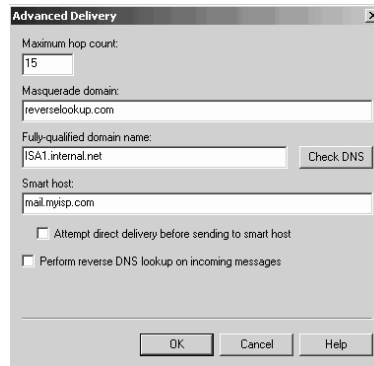 Advanced Delivery
Maximum hop count:
15
Masquerade domain:
reverselookup.com
Fully-qualified domain name:
ISA1.internal.net
Check DNS
Smart host:
mail.myisp.com
Attempt direct delivery before sending to smart host
Perform reverse DNS lookup on incoming messages
OK
Cancel
Help